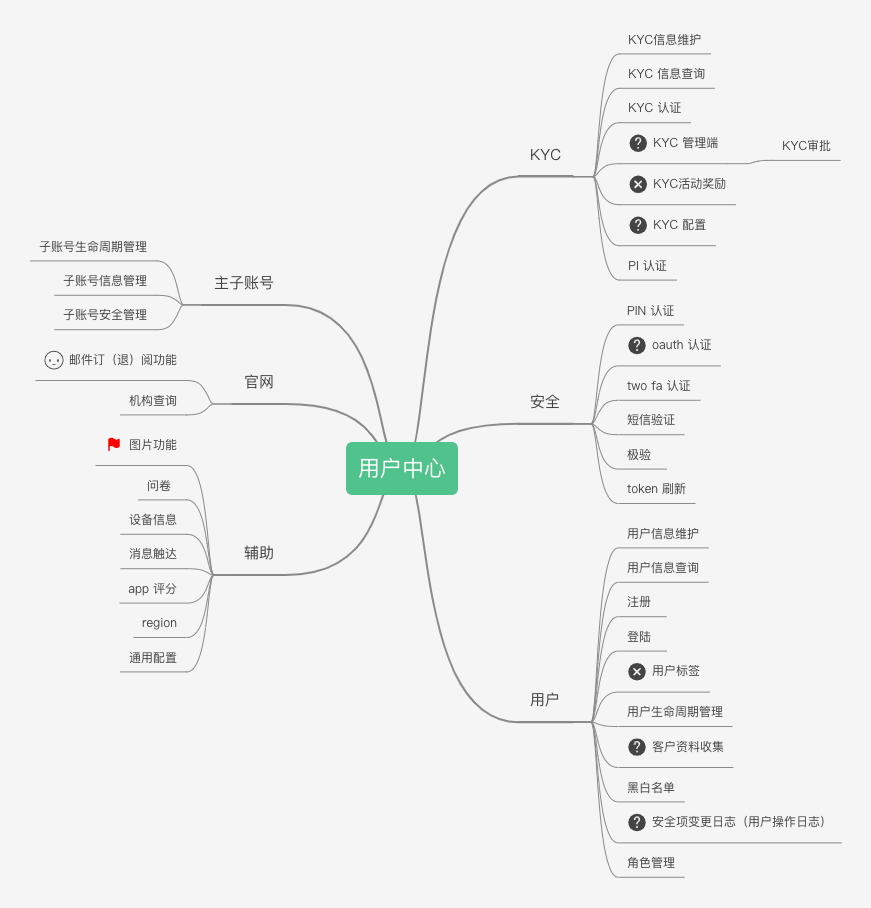 用户中心
KYC
KYC信息维护
KYC 信息查询
KYC 认证
KYC 管理端
KYC审批
KYC活动奖励
KYC 配置
PI 认证
安全
PIN 认证
oauth 认证
two fa 认证
短信验证
极验
token 刷新
用户
用户信息维护
用户信息查询
注册
登陆
用户标签
用户生命周期管理
客户资料收集
黑白名单
安全项变更日志（用户操作日志）
角色管理
主子账号
子账号生命周期管理
子账号信息管理
子账号安全管理
官网
邮件订（退）阅功能
机构查询
辅助
图片功能
问卷
设备信息
消息触达
app 评分
region
通用配置